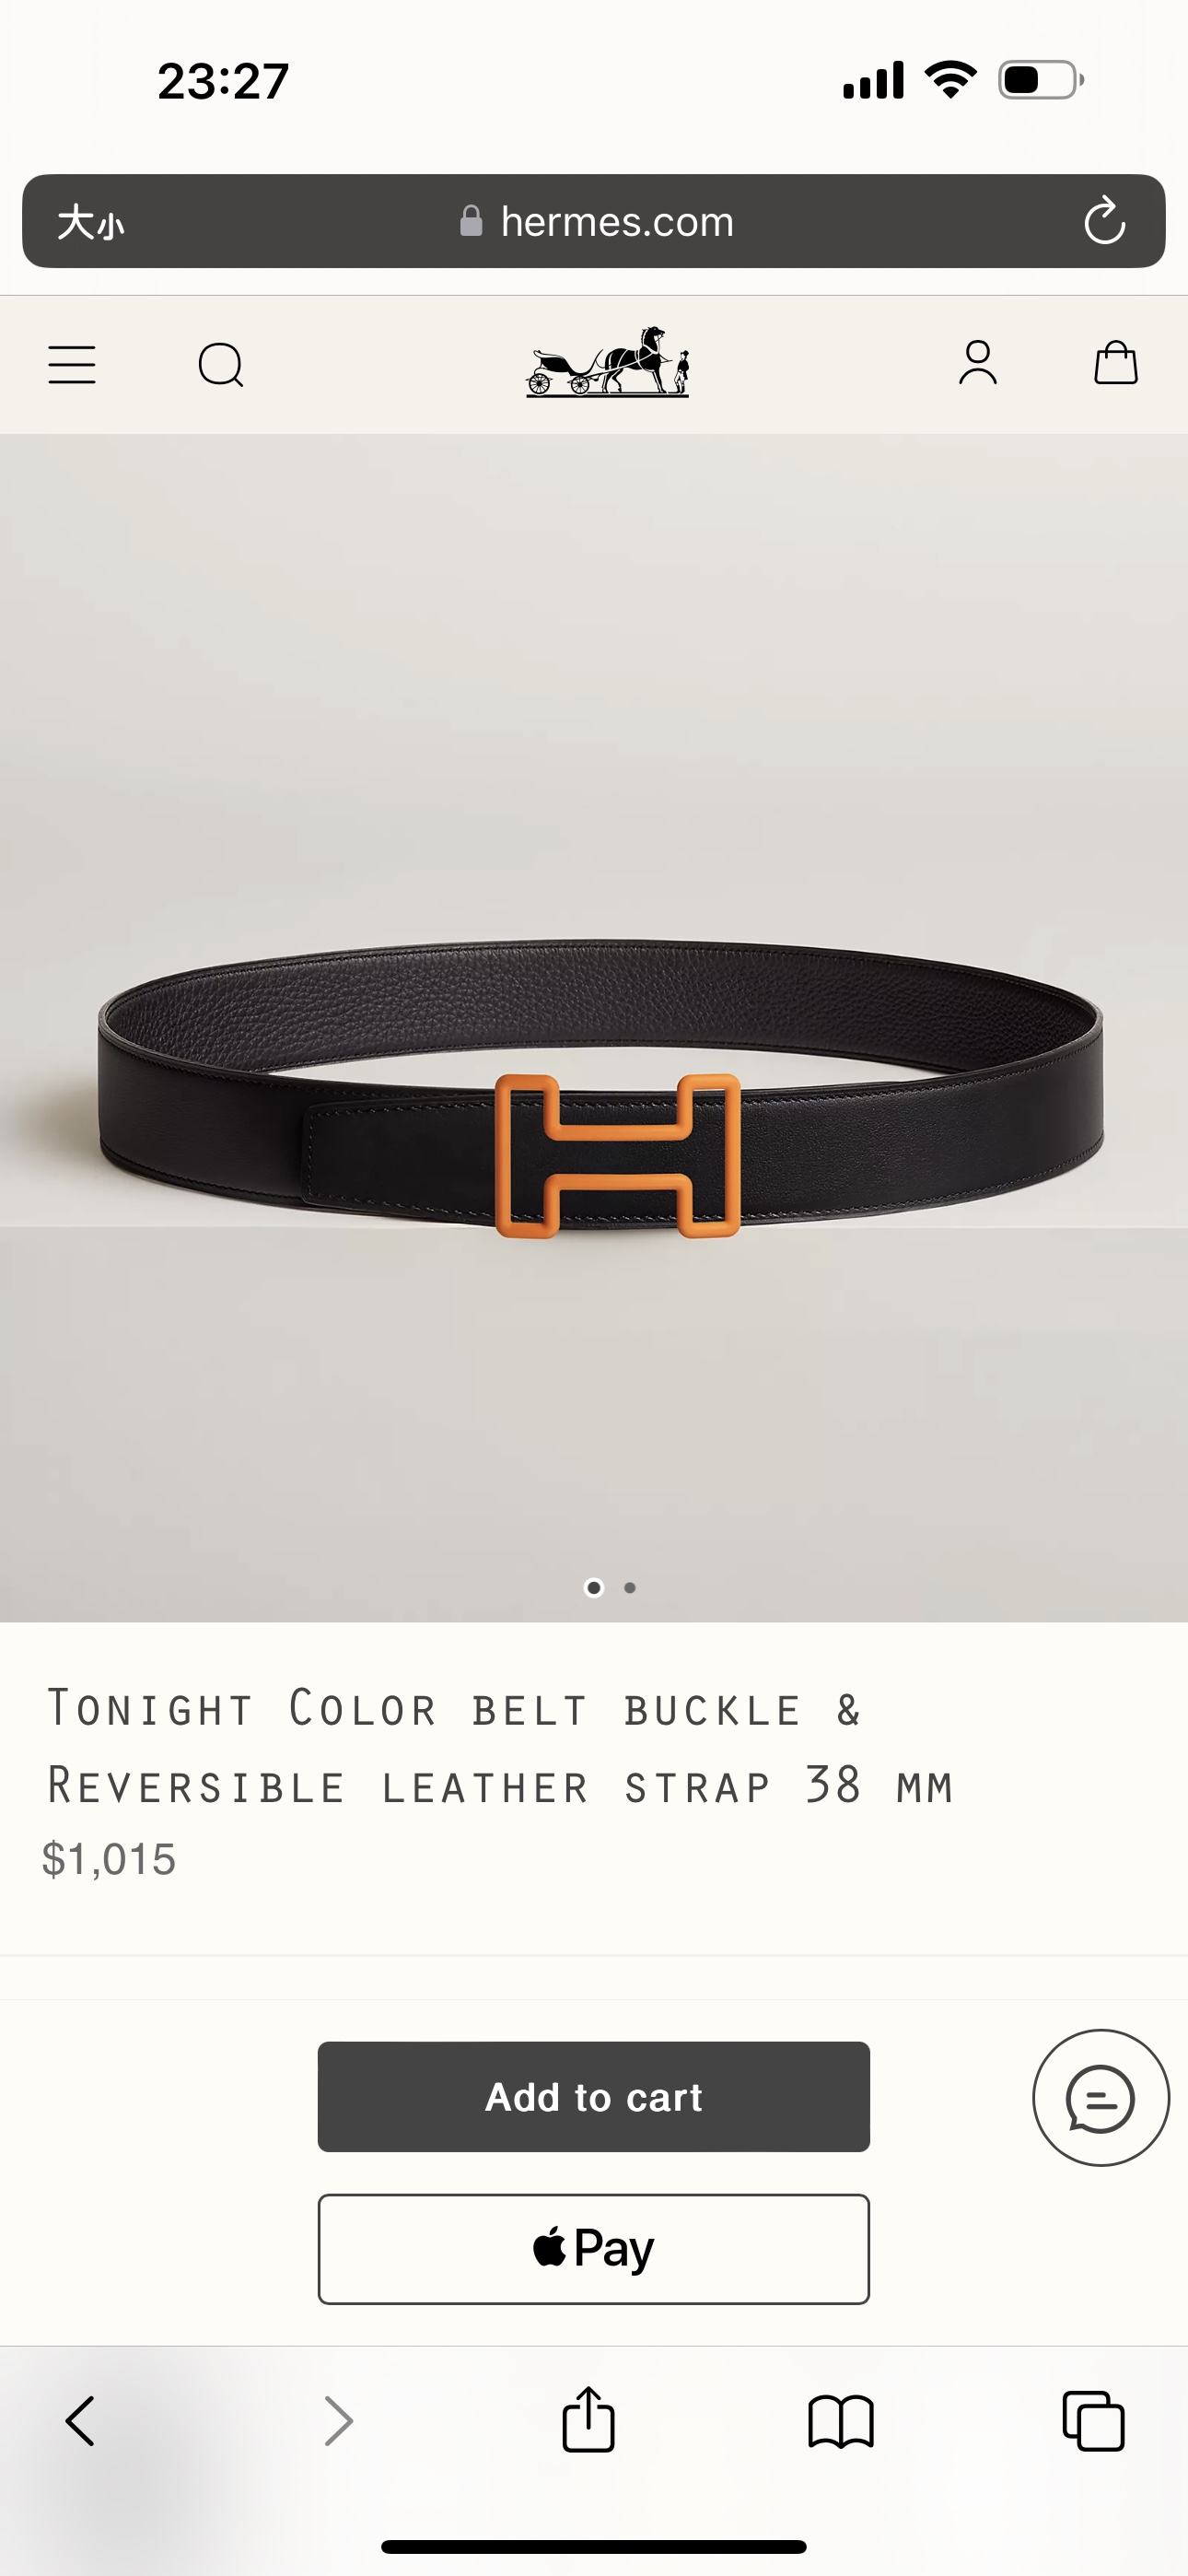 23:27
大小 hermes.com
Tonight Color belt buckle &
Reversible leather strap 38 mm
$1,015
Add to cart
Pay